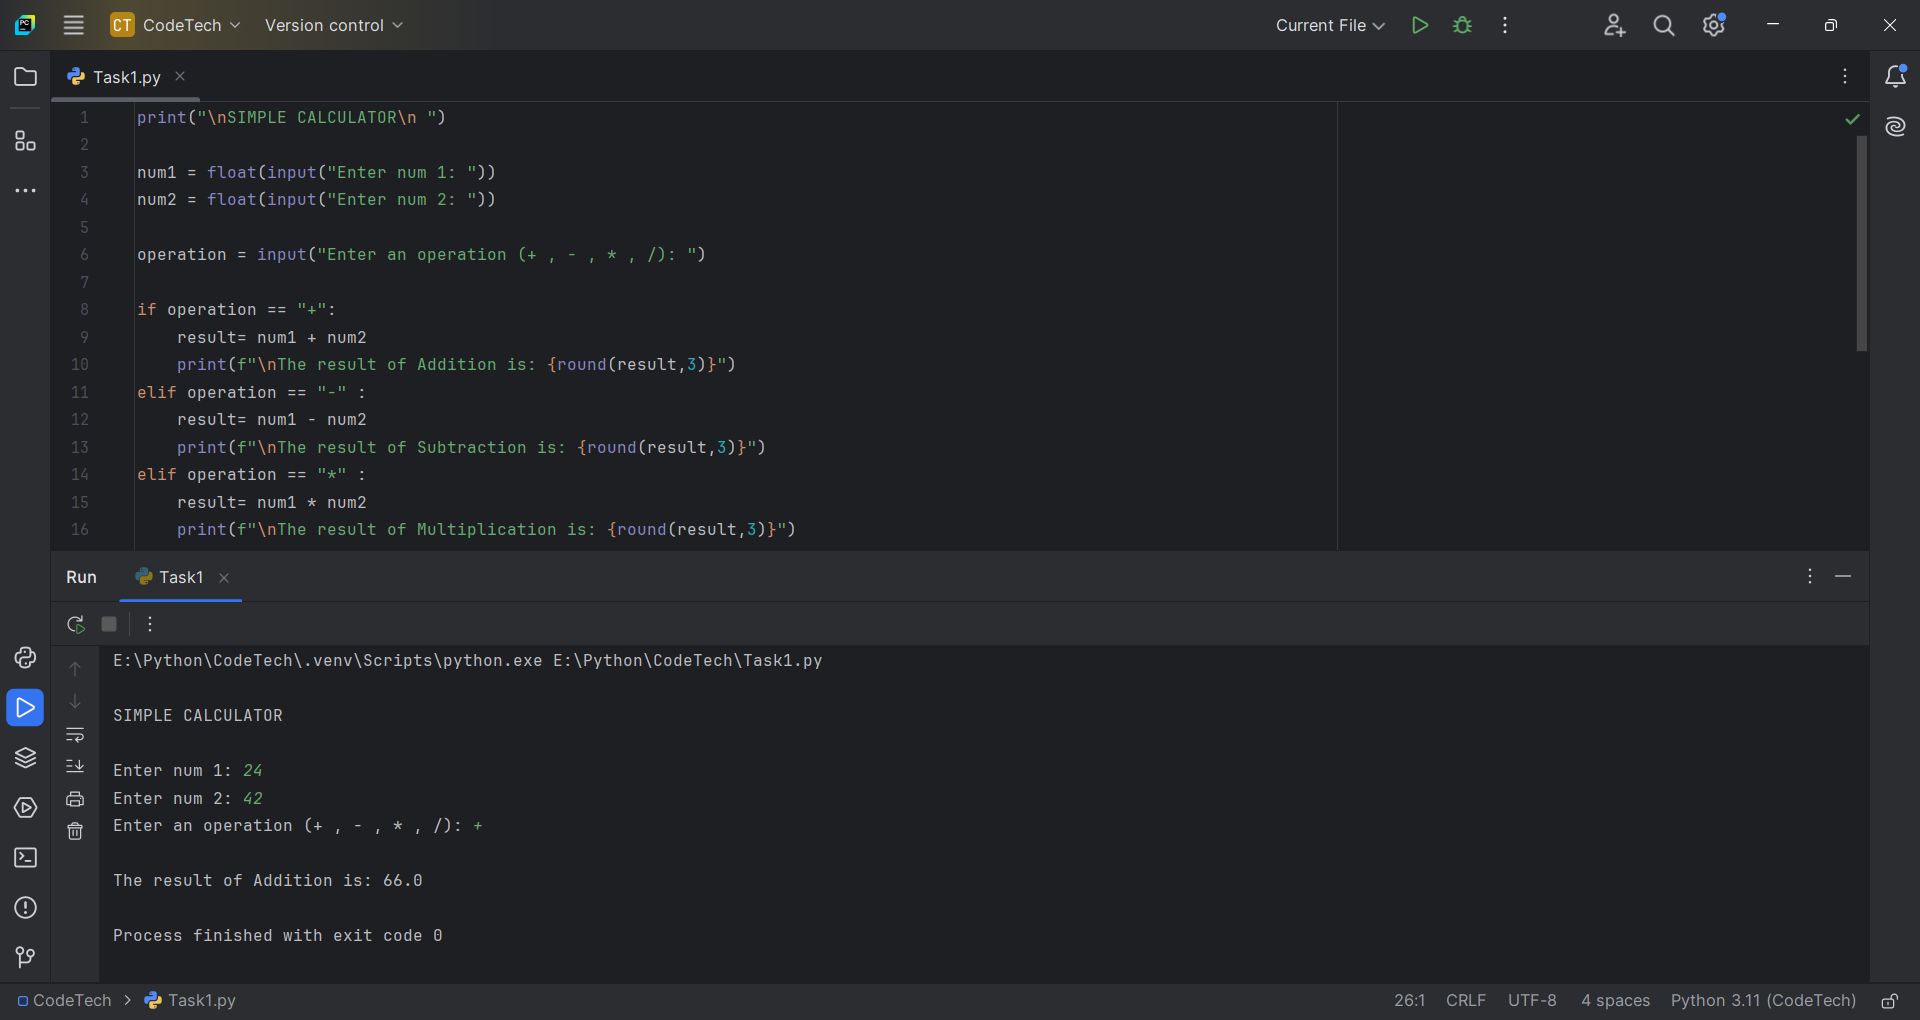 PC
CT CodeTech Version control Current File
Task1.py
1 print("\nSIMPLE CALCULATOR\n ")
2
3 num1 = float(input("Enter num 1: "))
4 num2 = float(input("Enter num 2: "))
5
6 operation = input("Enter an operation (+ , - , * , /): ")
7
8 if operation == "+":
9     result= num1 + num2
10     print(f"\nThe result of Addition is: {round(result,3)}")
11 elif operation == "-" :
12     result= num1 - num2
13     print(f"\nThe result of Subtraction is: {round(result,3)}")
14 elif operation == "*" :
15     result= num1 * num2
16     print(f"\nThe result of Multiplication is: {round(result,3)}")
Run Task1
E:\Python\CodeTech\.venv\Scripts\python.exe E:\Python\CodeTech\Task1.py
SIMPLE CALCULATOR
Enter num 1: 24
Enter num 2: 42
Enter an operation (+ , - , * , /): +
The result of Addition is: 66.0
Process finished with exit code 0
CodeTech > Task1.py 26:1 CRLF UTF-8 4 spaces Python 3.11 (CodeTech)